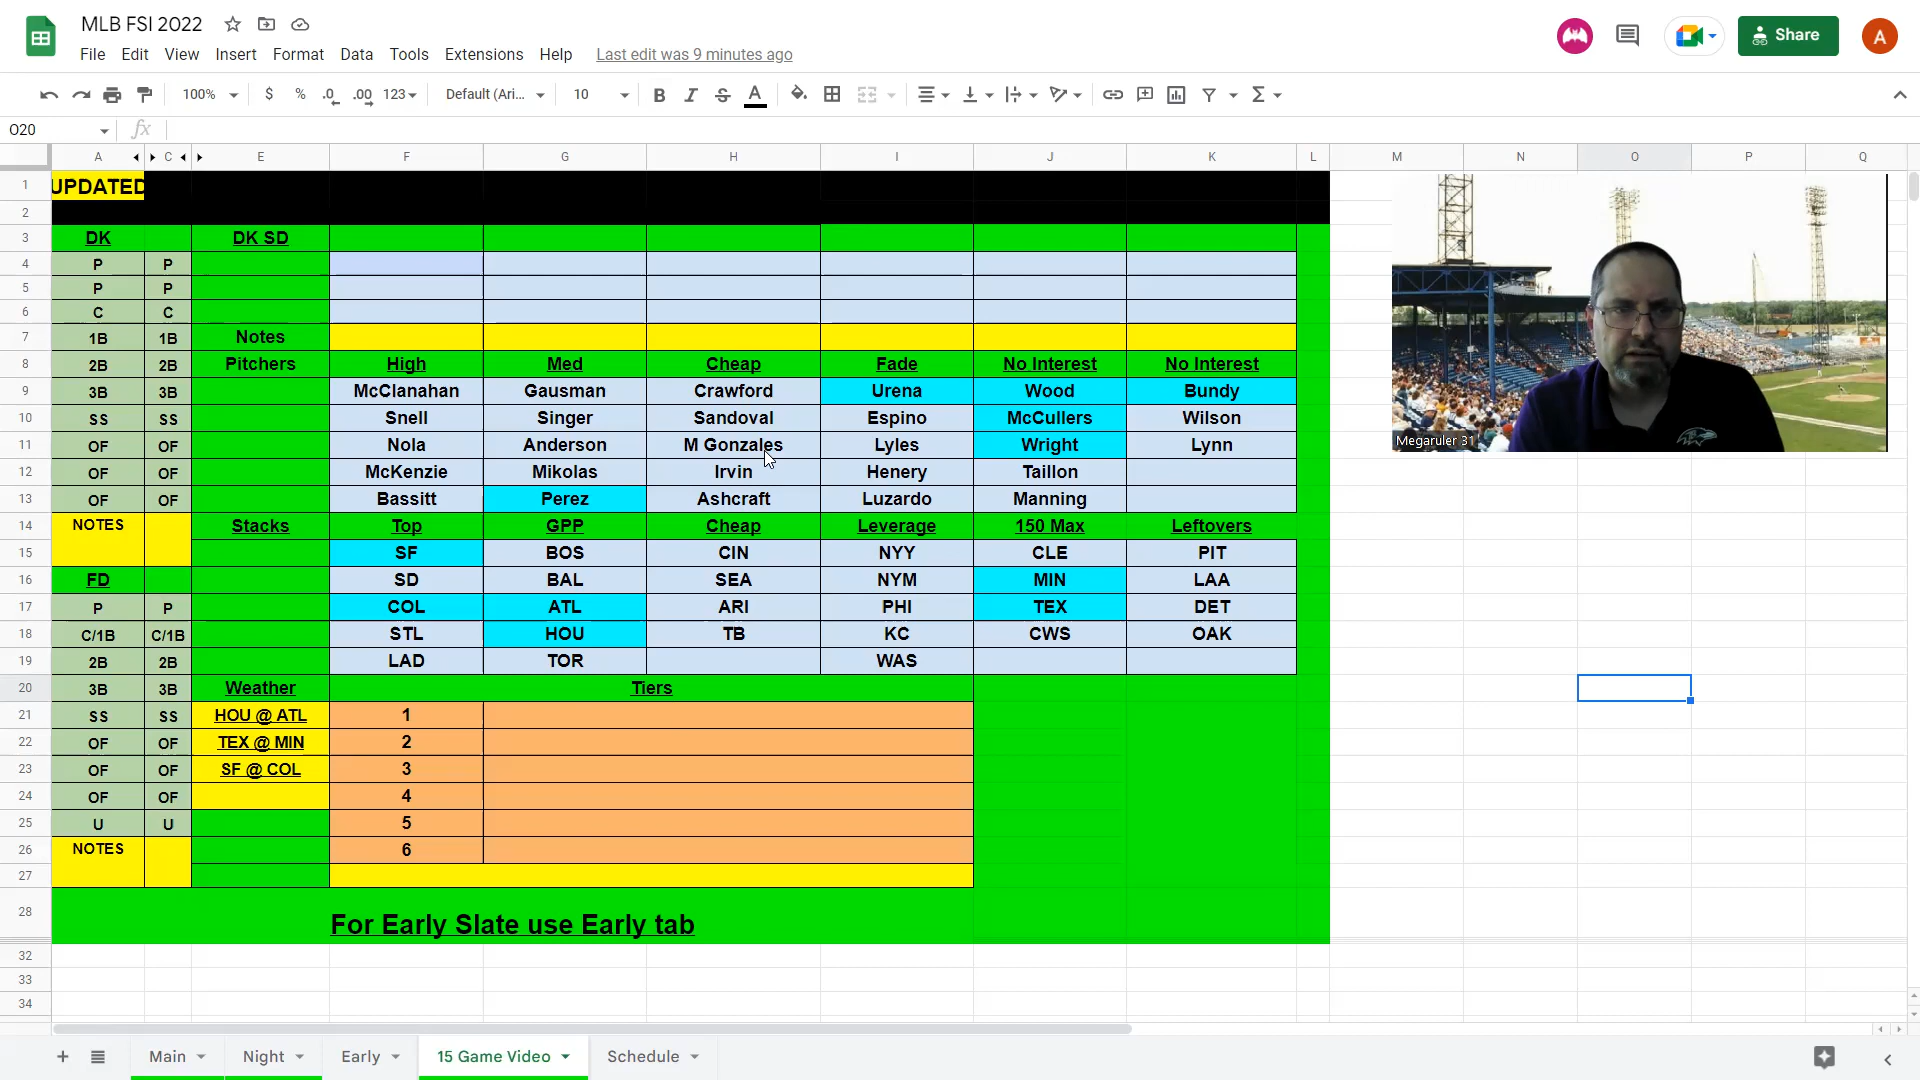 MLB FSI 2022
File Edit View Insert Format Data Tools Extensions Help Last edit was 9 minutes ago
Share
A
100% $ % .0 .00 123 Default (Ari... 10 B I S A
O20 fx
A C E F G H I J K L M N O P Q
1 UPDATED
2
3 DK DK SD
4 P P
5 P P
6 C C
7 1B 1B Notes
8 2B 2B Pitchers High Med Cheap Fade No Interest No Interest
9 3B 3B McClanahan Gausman Crawford Urena Wood Bundy
10 SS SS Snell Singer Sandoval Espino McCullers Wilson
11 OF OF Nola Anderson M Gonzales Lyles Wright Lynn
12 OF OF McKenzie Mikolas Irvin Henery Taillon
13 OF OF Bassitt Perez Ashcraft Luzardo Manning
14 NOTES Stacks Top GPP Cheap Leverage 150 Max Leftovers
15 SF BOS CIN NYY CLE PIT
16 FD SD BAL SEA NYM MIN LAA
17 P P COL ATL ARI PHI TEX DET
18 C/1B C/1B STL HOU TB KC CWS OAK
19 2B 2B LAD TOR WAS
20 3B 3B Weather Tiers
21 SS SS HOU @ ATL 1
22 OF OF TEX @ MIN 2
23 OF OF SF @ COL 3
24 OF OF 4
25 U U 5
26 NOTES 6
27
28 For Early Slate use Early tab
32
33
34
Megaruler 31
Main Night Early 15 Game Video Schedule